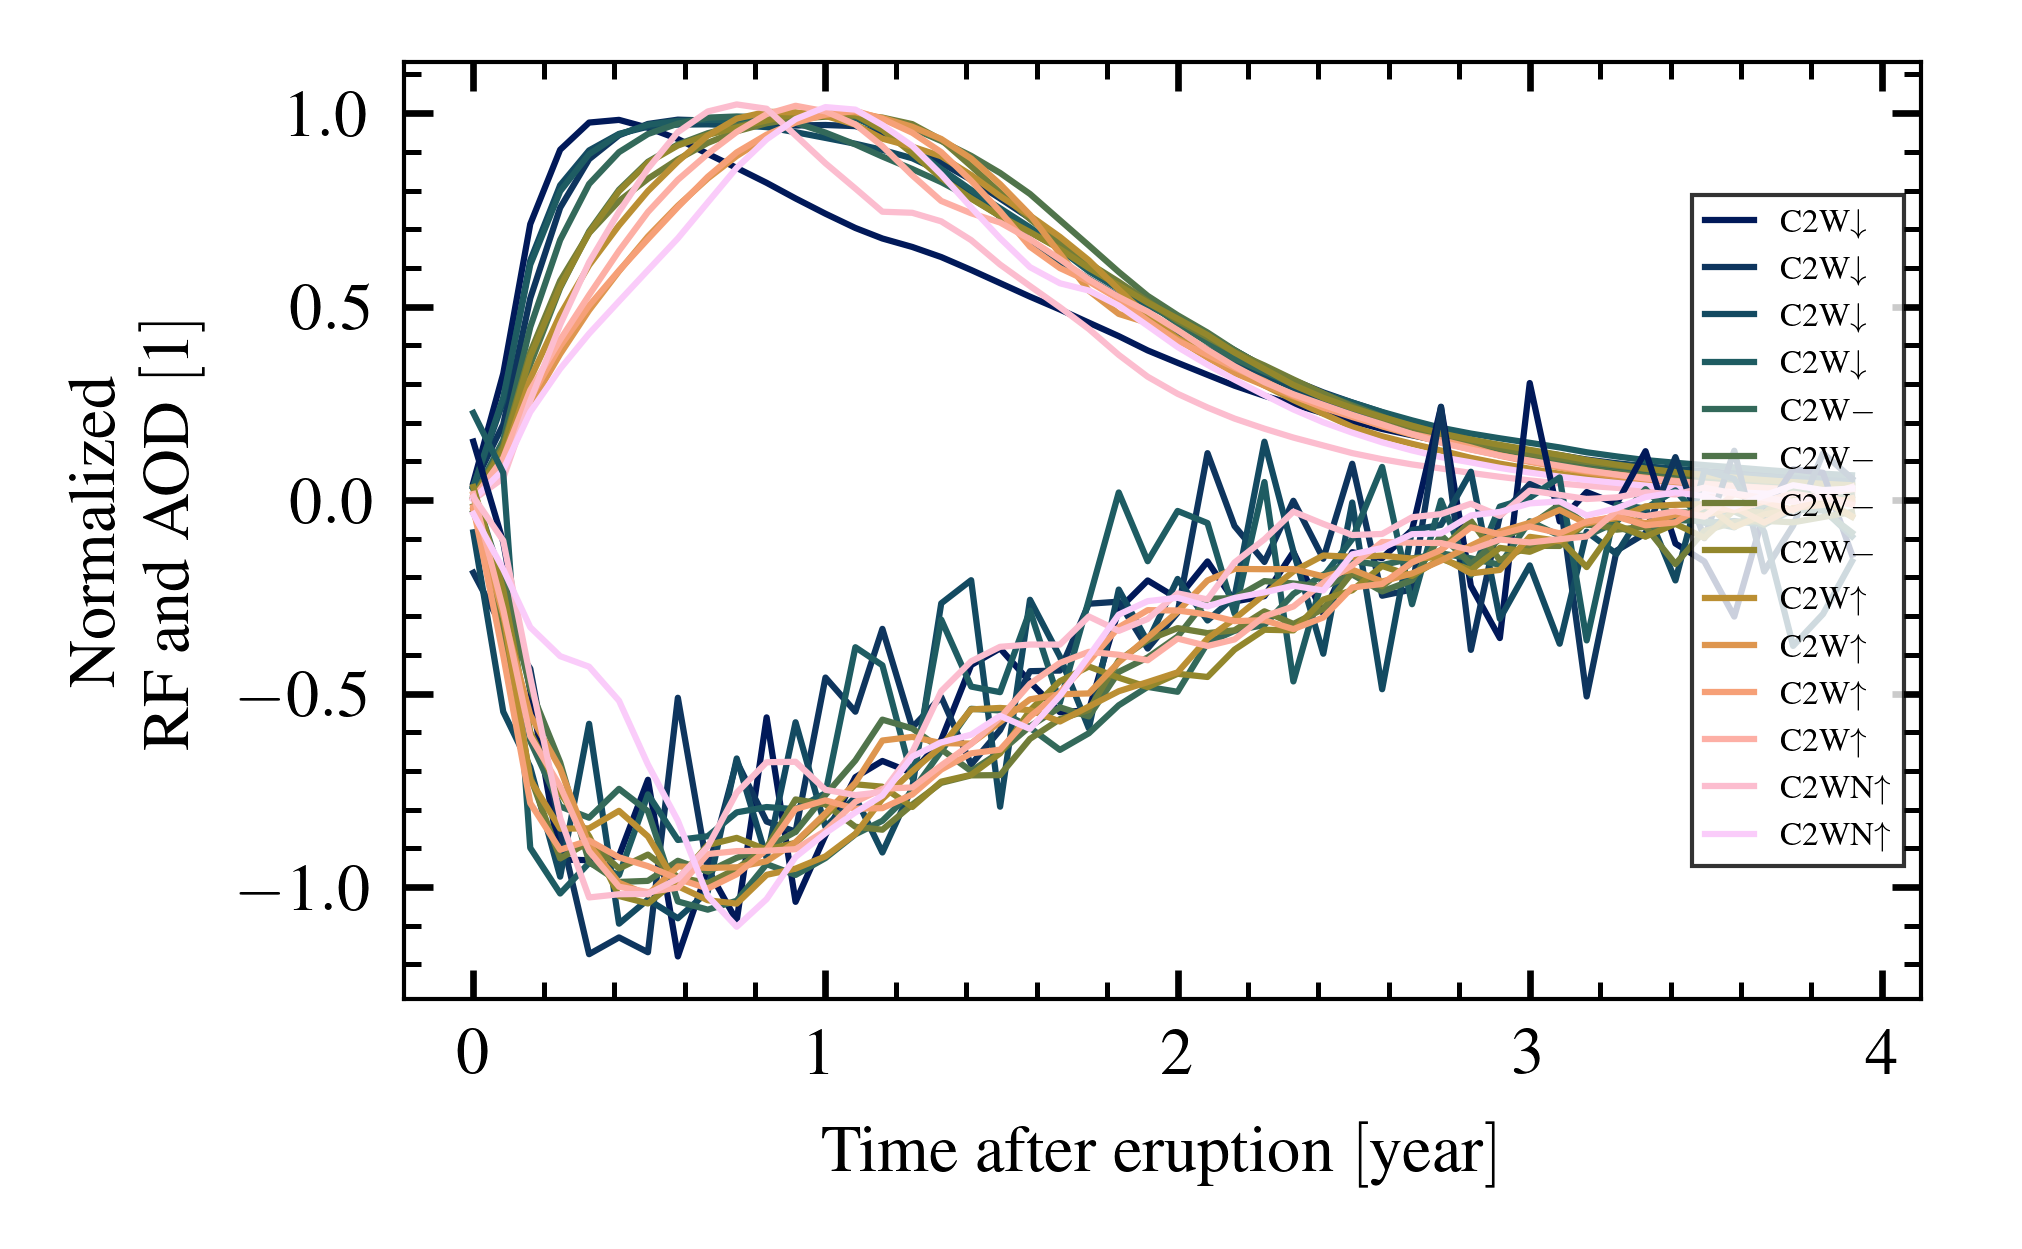 Normalized
RF and AOD [1]
1.0
0.5
0.0
−0.5
−1.0
C2W↓
C2W↓
C2W↓
C2W↓
C2W−
C2W−
C2W−
C2W−
C2W↑
C2W↑
C2W↑
C2W↑
C2WN↑
C2WN↑
0 1 2 3 4
Time after eruption [year]